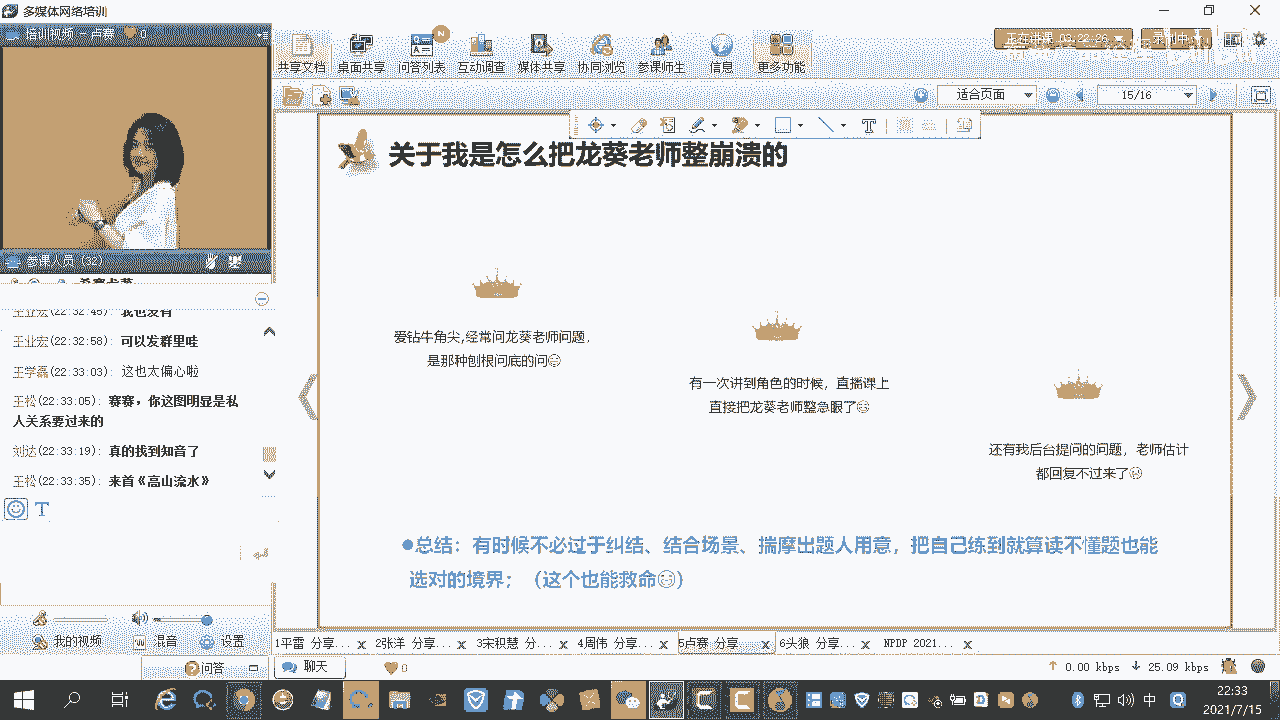 多媒体网络培训
培训视频 - 卢赛 0
共享文档 桌面共享 问答列表 互动调查 媒体共享 协同浏览 参课师生 信息 更多功能
N
正在讲课 03:22:26 录制中
适合页面 15/16
关于我是怎么把龙葵老师整崩溃的
爱钻牛角尖,经常问龙葵老师问题，
是那种刨根问底的问
有一次讲到角色的时候，直播课上
直接把龙葵老师整急眼了
还有我后台提问的问题，老师估计
都回复不过来了
●总结：有时候不必过于纠结、结合场景、揣摩出题人用意，把自己练到就算读不懂题也能
选对的境界；（这个也能救命）
参课人员 (32)
王业宏(22:32:48): 我也没有
王业宏(22:32:58): 可以发群里哇
王学磊(22:33:03): 这也太偏心啦
王松(22:33:05): 赛赛，你这图明显是私
人关系要过来的
刘达(22:33:19): 真的找到知音了
王松(22:33:35): 来首《高山流水》
我的视频 混音 设置
1平雷 分享... x 2张洋 分享... x 3宋积慧 分... x 4周伟 分享... x 5卢赛 分享... x 6头狼 分享... x NPDP 2021... x
问答 聊天 0
0.00 kbps 25.09 kbps
中
22:33
2021/7/15